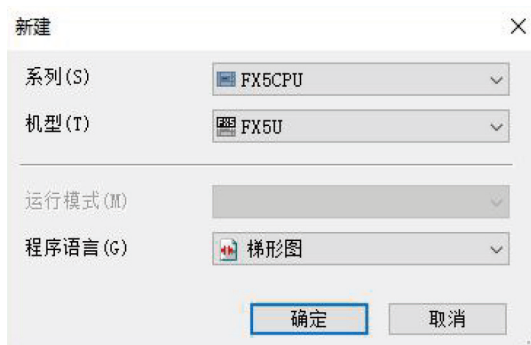 新建
系列(S) FX5CPU
机型(T) FX5U
运行模式(M)
程序语言(G) 梯形图
确定 取消